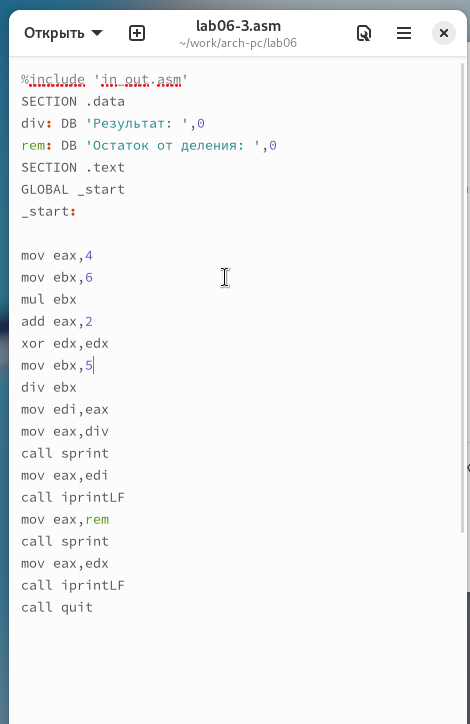 Открыть
lab06-3.asm
~/work/arch-pc/lab06
%include 'in_out.asm'
SECTION .data
div: DB 'Результат: ',0
rem: DB 'Остаток от деления: ',0
SECTION .text
GLOBAL _start
_start:
mov eax,4
mov ebx,6
mul ebx
add eax,2
xor edx,edx
mov ebx,5
div ebx
mov edi,eax
mov eax,div
call sprint
mov eax,edi
call iprintLF
mov eax,rem
call sprint
mov eax,edx
call iprintLF
call quit